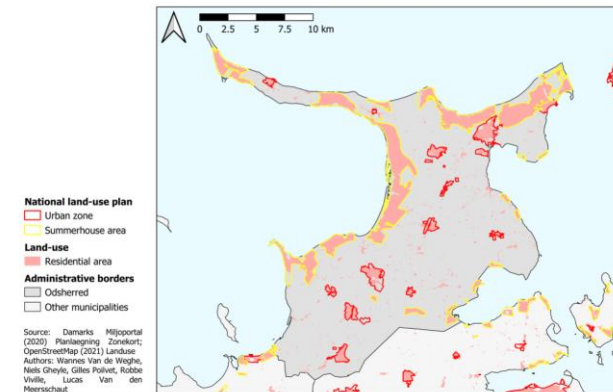 0 2.5 5 7.5 10 km
National land-use plan
Urban zone
Summerhouse area
Land-use
Residential area
Administrative borders
Odsherred
Other municipalities
Source: Damarks Miljoportal
(2020) Planlaegning Zonekort;
OpenStreetMap (2021) Landuse
Authors: Wannes Van de Weghe,
Niels Gheyle, Gilles Poilvet, Robbe
Viville, Lucas Van den
Meersschaut